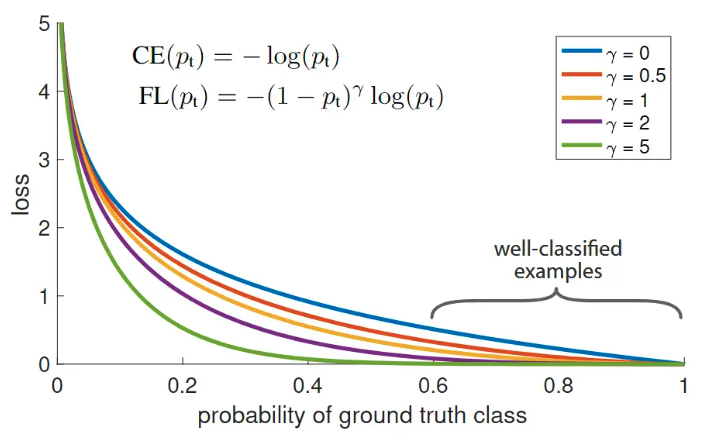 5
4
3
2
1
0
loss
CE(pₜ) = − log(pₜ)
FL(pₜ) = −(1 − pₜ)^γ log(pₜ)
γ = 0
γ = 0.5
γ = 1
γ = 2
γ = 5
well-classified
examples
0 0.2 0.4 0.6 0.8 1
probability of ground truth class